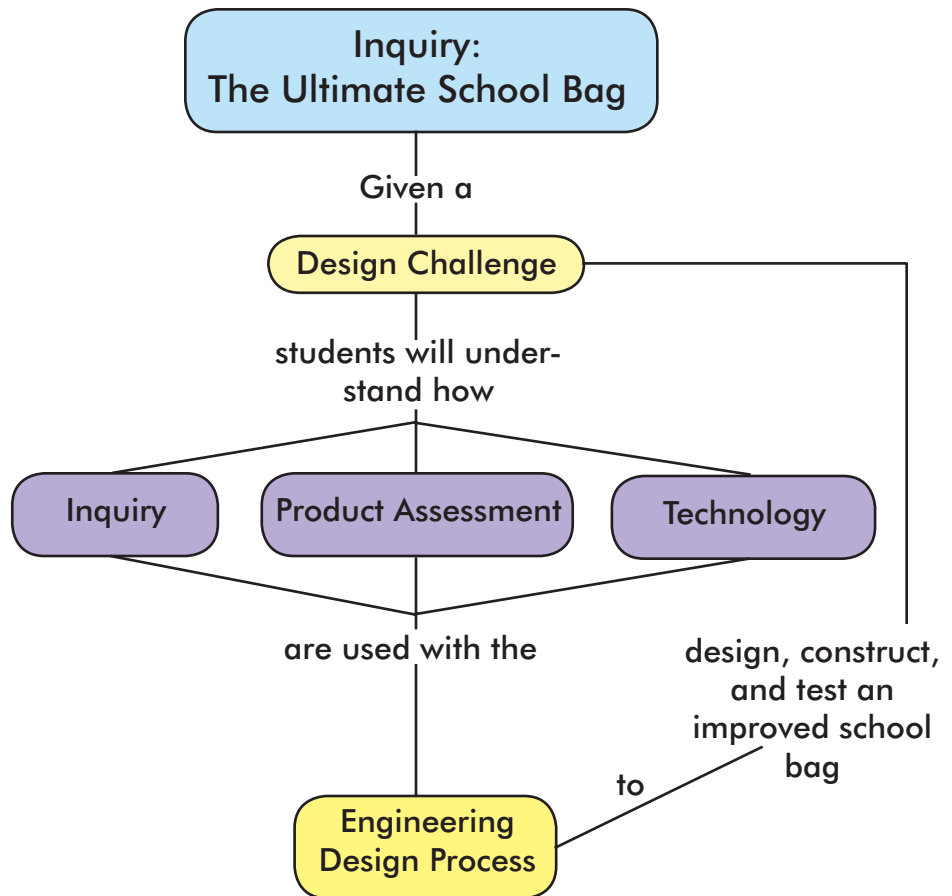 Inquiry:
The Ultimate School Bag
Given a
Design Challenge
students will under-
stand how
Inquiry
Product Assessment
Technology
are used with the
Engineering
Design Process
to
design, construct,
and test an
improved school
bag